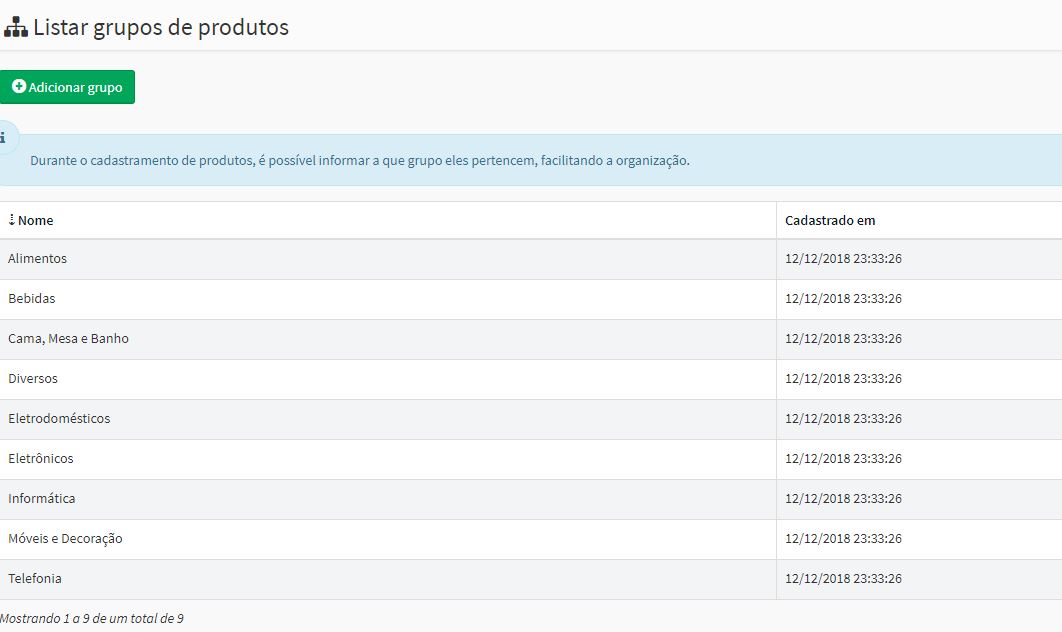 Listar grupos de produtos
Adicionar grupo
Durante o cadastramento de produtos, é possível informar a que grupo eles pertencem, facilitando a organização.
Nome Cadastrado em
Alimentos 12/12/2018 23:33:26
Bebidas 12/12/2018 23:33:26
Cama, Mesa e Banho 12/12/2018 23:33:26
Diversos 12/12/2018 23:33:26
Eletrodomésticos 12/12/2018 23:33:26
Eletrônicos 12/12/2018 23:33:26
Informática 12/12/2018 23:33:26
Móveis e Decoração 12/12/2018 23:33:26
Telefonia 12/12/2018 23:33:26
Mostrando 1 a 9 de um total de 9